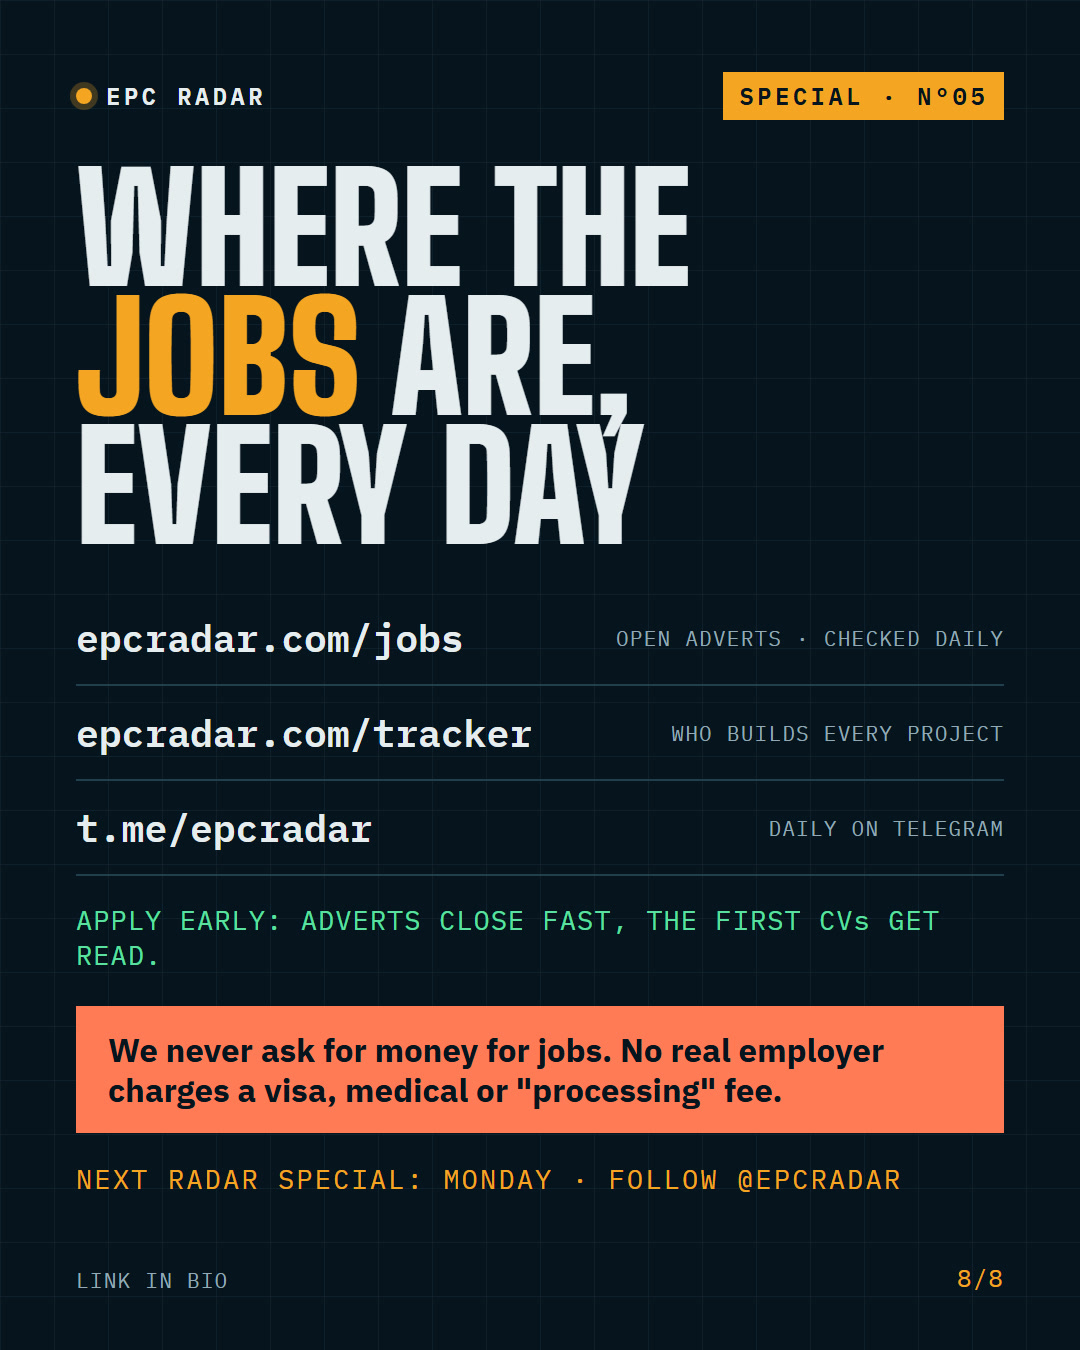 EPC RADAR
SPECIAL · N°05
WHERE THE
JOBS ARE,
EVERY DAY
epcradar.com/jobs
OPEN ADVERTS · CHECKED DAILY
epcradar.com/tracker
WHO BUILDS EVERY PROJECT
t.me/epcradar
DAILY ON TELEGRAM
APPLY EARLY: ADVERTS CLOSE FAST, THE FIRST CVs GET
READ.
We never ask for money for jobs. No real employer
charges a visa, medical or "processing" fee.
NEXT RADAR SPECIAL: MONDAY · FOLLOW @EPCRADAR
LINK IN BIO
8/8